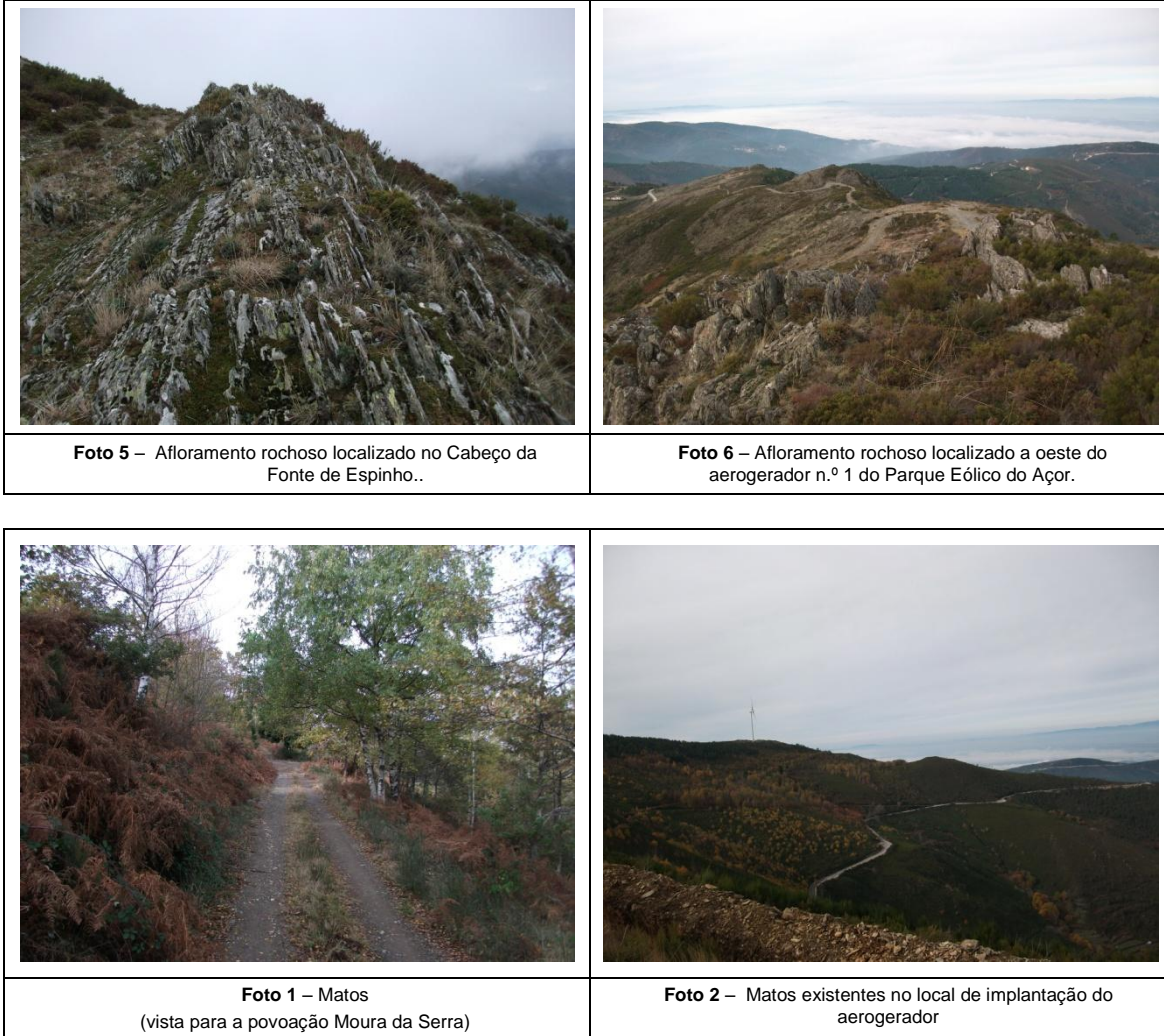 Foto 5 – Afloramento rochoso localizado no Cabeço da
Fonte de Espinho..
Foto 6 – Afloramento rochoso localizado a oeste do
aerogerador n.º 1 do Parque Eólico do Açor.
Foto 1 – Matos
(vista para a povoação Moura da Serra)
Foto 2 – Matos existentes no local de implantação do
aerogerador